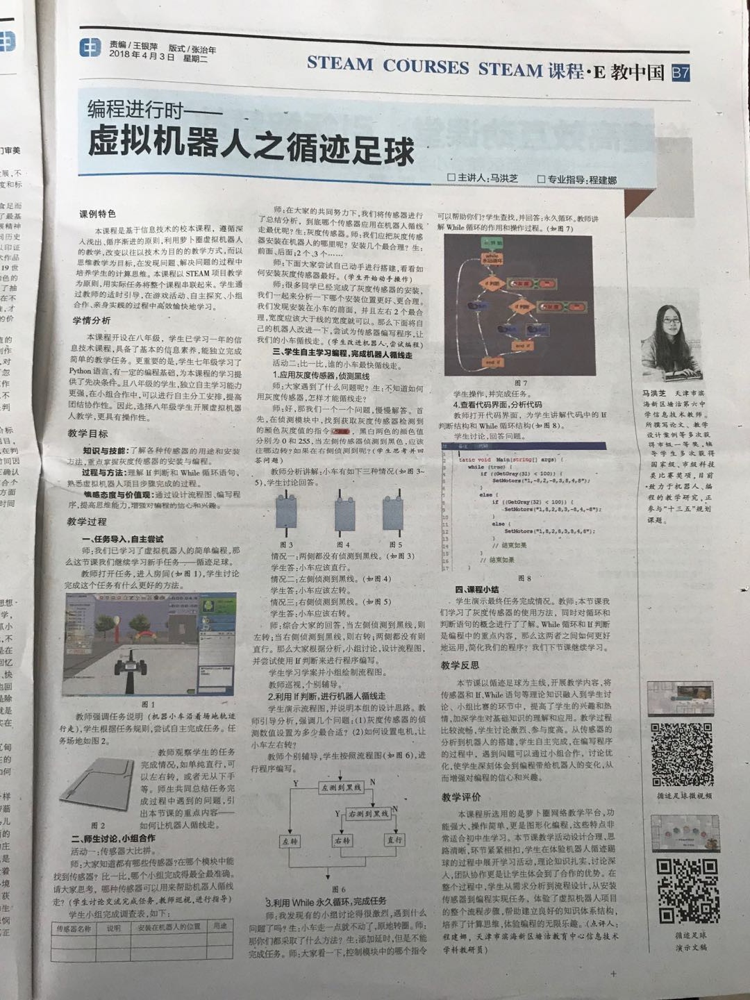 责编/王银萍 版式/张治年
2018年4月3日 星期二
STEAM COURSES STEAM课程·E教中国 B7
编程进行时——
虚拟机器人之循迹足球
□主讲人:马洪芝 □专业指导:程建娜
课例特色
本课程是基于信息技术的校本课程，遵循深
入浅出、循序渐进的原则,利用萝卜圈虚拟机器人
的教学,改变以往以技术为目的的教学方式,而以
思维教学为目标,在发现问题、解决问题的过程中
培养学生的计算思维。本课程以STEAM项目教学
为原则,用实际任务将整个课程串联起来。学生通
过教师的适时引导,在游戏活动、自主探究、小组
合作、亲身实践的过程中高效愉快地学习。
学情分析
本课程开设在八年级，学生已学习一年的信
息技术课程,具备了基本的信息素养,能独立完成
简单的教学任务。更重要的是,学生七年级学习了
Python语言,有一定的编程基础,为本课程的学习提
供了先决条件。且八年级的学生,独立自主学习能力
更强,在小组合作中,可以进行自主分工安排,提高
团结协作性。因此,选择八年级学生开展虚拟机器
人教学,更具有操作性。
教学目标
知识与技能:了解各种传感器的用途和安装
方法,重点掌握灰度传感器的安装与编程。
过程与方法:理解If判断和While循环语句,
熟悉虚拟机器人项目步骤完成的过程。
情感态度与价值观:通过设计流程图、编写程
序,提高思维能力,增强对编程的信心和兴趣。
教学过程
一、任务导入,自主尝试
师:我们已学习了虚拟机器人的简单编程,那
么这节课我们继续学习新手任务——循迹足球。
教师打开任务,进入房间(如图1),学生讨论
完成这个任务有什么更好的方法。
图1
教师强调任务说明(机器小车沿着场地轨迹
行走),学生根据任务规则,尝试自主完成任务。任
务场地如图2。
教师观察学生的任务
完成情况,如单纯直行,可
以左右转，或者无从下手
等。师生共同总结任务完
成过程中遇到的问题,引
出本节课的重点内容——
如何让机器人循线走。
图2
二、师生讨论,小组合作
活动一:传感器大比拼。
师:大家知道都有哪些传感器?在哪个模块中能
找到传感器?比一比,哪个小组完成得最全最准确。
请大家思考，哪种传感器可以用来帮助机器人循线
走?(学生讨论交流完成任务,教师巡视,进行指导)
学生小组完成调查表,如下:
传感器名称 说明 安装在机器人的位置 用途
师:在大家的共同努力下,我们将传感器进行
了总结分析，到底哪个传感器应用在机器人循线
走最优呢?生:灰度传感器。师:我们应把灰度传感
器安装在机器人的哪里呢?安装几个最合理?生:
前面、后面;2个、3个……
师:下面大家尝试自己动手进行搭建,看看如
何安装灰度传感器最好。(学生开始动手操作)
师:很多同学已经完成了灰度传感器的安装,
我们一起来分析一下哪个安装位置更好、更合理。
我们发现安装在小车的前面，并且左右2个最合
理,宽度应该大于线的宽度就可以。那么下面将自
己的机器人改进一下,尝试为传感器编写程序,让
我们的小车循线走。(学生改进机器人,尝试编程)
三、学生自主学习编程,完成机器人循线走
活动二:比一比,谁的小车最快循线走。
1.应用灰度传感器,侦测黑线
师:大家遇到了什么问题呢?生:不知道如何
用灰度传感器,怎样才能循线走?
师:好,那我们一个一个问题,慢慢解答。首
先,在侦测模块中,找到获取灰度传感器检测到
的颜色灰度值的指令，黑白两色的颜色值
分别为0和255,当左侧传感器侦测到黑色,应该
往哪边转?如果在右侧侦测到呢?(学生思考并回
答问题)
教师分析讲解:小车有如下三种情况(如图3~
5),学生讨论回答。
图3 图4 图5
情况一:两侧都没有侦测到黑线。(如图3)
学生答:小车应该直行。
情况二:左侧侦测到黑线。(如图4)
学生答:小车应该左转。
情况三:右侧侦测到黑线。(如图5)
学生答:小车应该右转。
师:综合大家的回答,当左侧侦测到黑线,则
左转;当右侧侦测到黑线,则右转;两侧都没有则
直行。那么大家根据分析,小组讨论,设计流程图,
并尝试使用If判断来进行程序编写。
学生学习学案并小组绘制流程图。
教师巡视,个别辅导。
2.利用If判断,进行机器人循线走
学生演示流程图,并说明本组的设计思路。教
师引导分析,强调几个问题:(1)灰度传感器的侦
测数值设置为多少最合适?(2)如何设置电机,让
小车左右转?
教师个别辅导,学生按照流程图(如图6),进
行程序编写。
Y 左测到黑线 N
Y 右测到黑线 N
左转 右转 直行
图6
3.利用While永久循环,完成任务
师:我发现有的小组讨论得很激烈,遇到什么
问题了吗?生:小车走一点就不动了,原地转圈。师:
那你们都采取了什么方法?生:添加延时,但是不能
完成任务。师:大家看一下,控制模块中的哪个指令
可以帮助你们?学生查找,并回答:永久循环。教师讲
解While循环的作用和操作过程。(如图7)
开始
while
永远循环
if 判断
灰度
if 判断
灰度
end if
end if
图7
学生操作,并完成任务。
4.查看代码界面,分析代码
教师打开代码界面，为学生讲解代码中的If
判断结构和While循环结构(如图8)。
学生讨论,回答问题。
tatic void Main(string[] args) {
while (true) {
if ((GetGray(31) < 100)) {
SetMotors("1,-8,2,-8,3,8,4,8");
}
else {
if ((GetGray(32) < 100)) {
SetMotors("1,8,2,8,3,-8,4,-8");
}
else {
SetMotors("1,8,2,8,3,8,4,8");
}
// 结束如果
}
// 结束如果
图8
四、课程小结
学生演示最终任务完成情况。教师:本节课我
们学习了灰度传感器的使用方法，同时对循环和
判断语句的概念进行了了解。While循环和If判断
是编程中的重点内容，那么这两者之间如何更好
地运用,简化我们的程序?我们下节课继续学习。
教学反思
本节课以循迹足球为主线,开展教学内容,将
传感器和If、While语句等理论知识融入到学生讨
论、小组比赛的环节中，提高了学生的兴趣和热
情,加深学生对基础知识的理解和应用。教学过程
比较流畅,学生讨论激烈、参与度高。从传感器的
分析到机器人的搭建,学生自主完成,在编写程序
的过程中，遇到问题可以通过小组合作，讨论优
化,使学生深刻体会到编程带给机器人的变化,从
而增强对编程的信心和兴趣。
教学评价
本课程所选用的是萝卜圈网络教学平台,功
能强大,操作简单,更是图形化编程,这些特点非
常适合初中生学习。本节课教学活动设计合理,思
路清晰,环节紧紧相扣,学生在体验机器人循迹踢
球的过程中展开学习活动,理论知识扎实,讨论深
入,团队协作更是让学生体会到了合作的优势。在
整个过程中,学生从需求分析到流程设计,从安装
传感器到编程实现任务，体验了虚拟机器人项目
的整个流程步骤,帮助建立良好的知识体系结构,
培养了计算思维,体验编程的无限乐趣。(点评人:
程建娜，天津市滨海新区塘沽教育中心信息技术
学科教研员)
马洪芝 天津市滨
海新区塘沽第六中
学信息技术教师。
所撰写论文、教学
设计案例等多次获
得市级一等奖,辅
导学生多次获得
国家级、市级科技
类比赛奖项,目前
致力于机器人、编
程的教学研究,正
参与“十三五”规划
课题。
循迹足球微视频
循迹足球
演示文稿